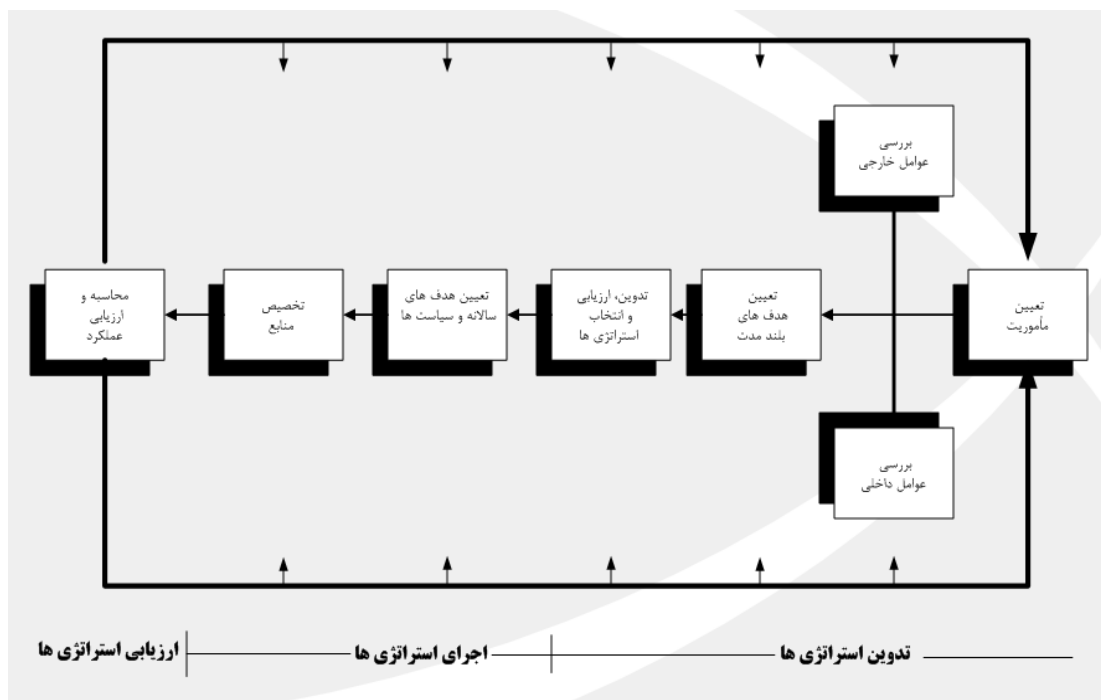 بررسی
عوامل خارجی
تعیین
مأموریت
تعیین
هدف های
بلند مدت
تدوین، ارزیابی
و انتخاب
استراتژی ها
تعیین هدف های
سالانه و سیاست ها
تخصیص
منابع
محاسبه و
ارزیابی
عملکرد
بررسی
عوامل داخلی
تدوین استراتژی ها
اجرای استراتژی ها
ارزیابی استراتژی ها